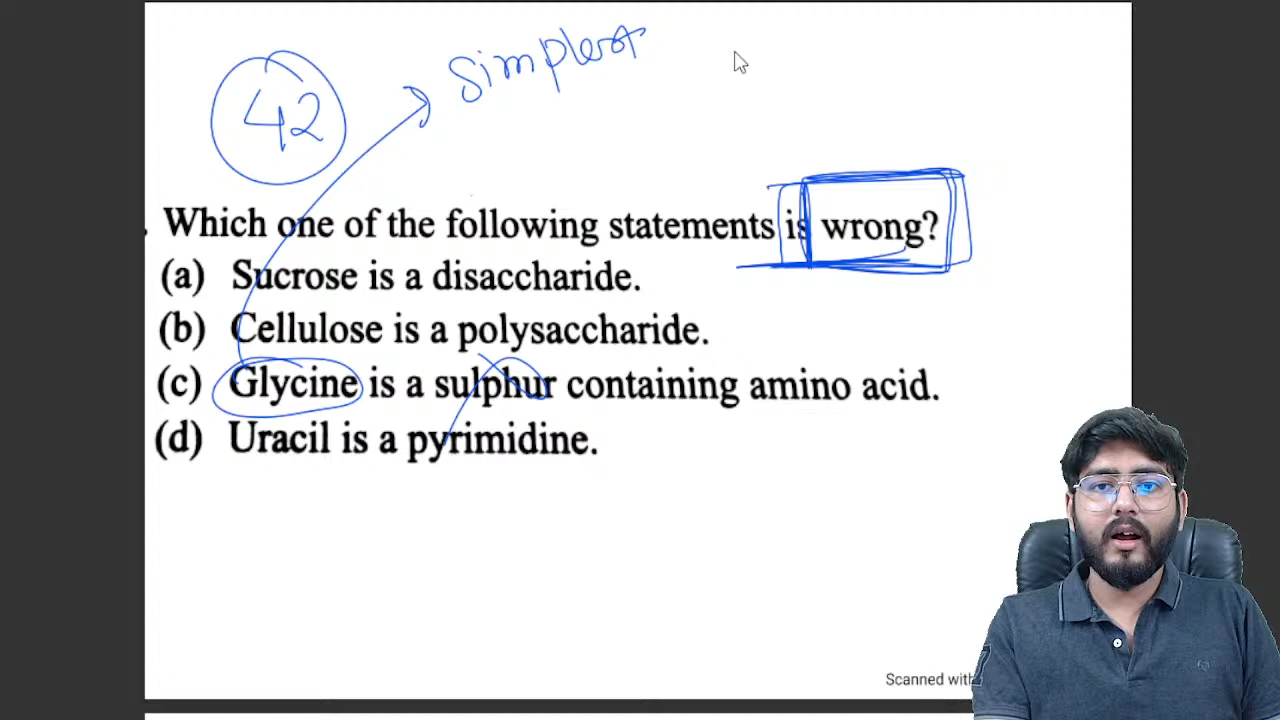 simplest
42
Which one of the following statements is wrong?
(a) Sucrose is a disaccharide.
(b) Cellulose is a polysaccharide.
(c) Glycine is a sulphur containing amino acid.
(d) Uracil is a pyrimidine.
Scanned with